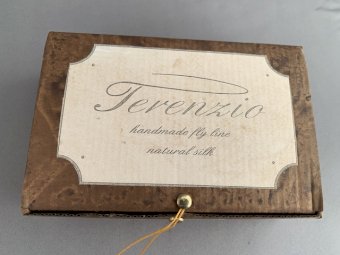 Terenzio
handmade fly line
natural silk